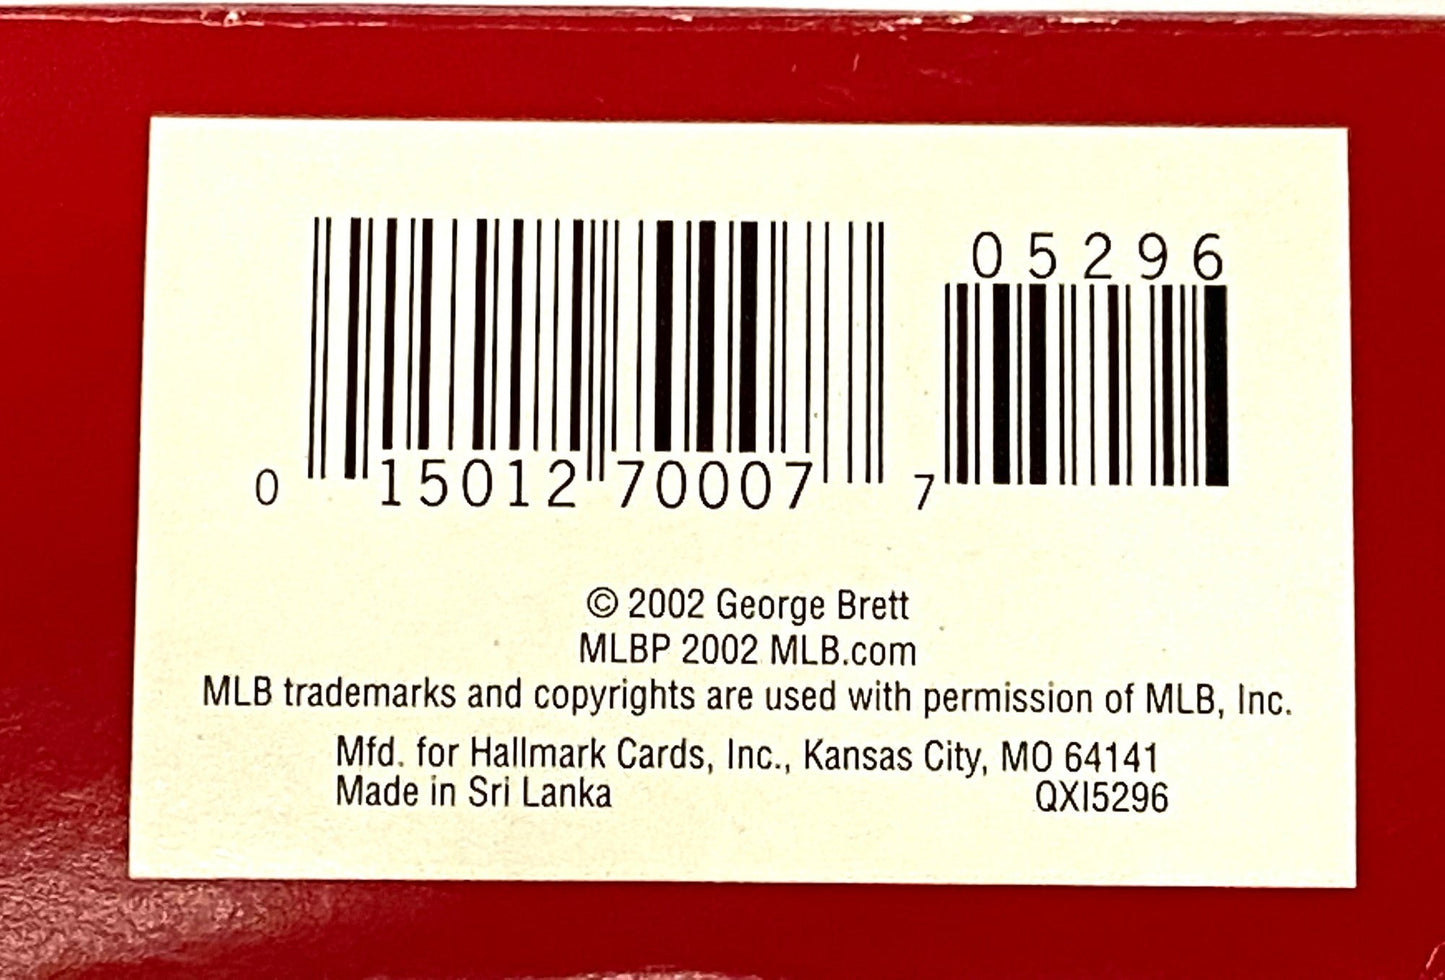 05296
0 15012 70007 7
© 2002 George Brett
MLBP 2002 MLB.com
MLB trademarks and copyrights are used with permission of MLB, Inc.
Mfd. for Hallmark Cards, Inc., Kansas City, MO 64141
Made in Sri Lanka QXI5296